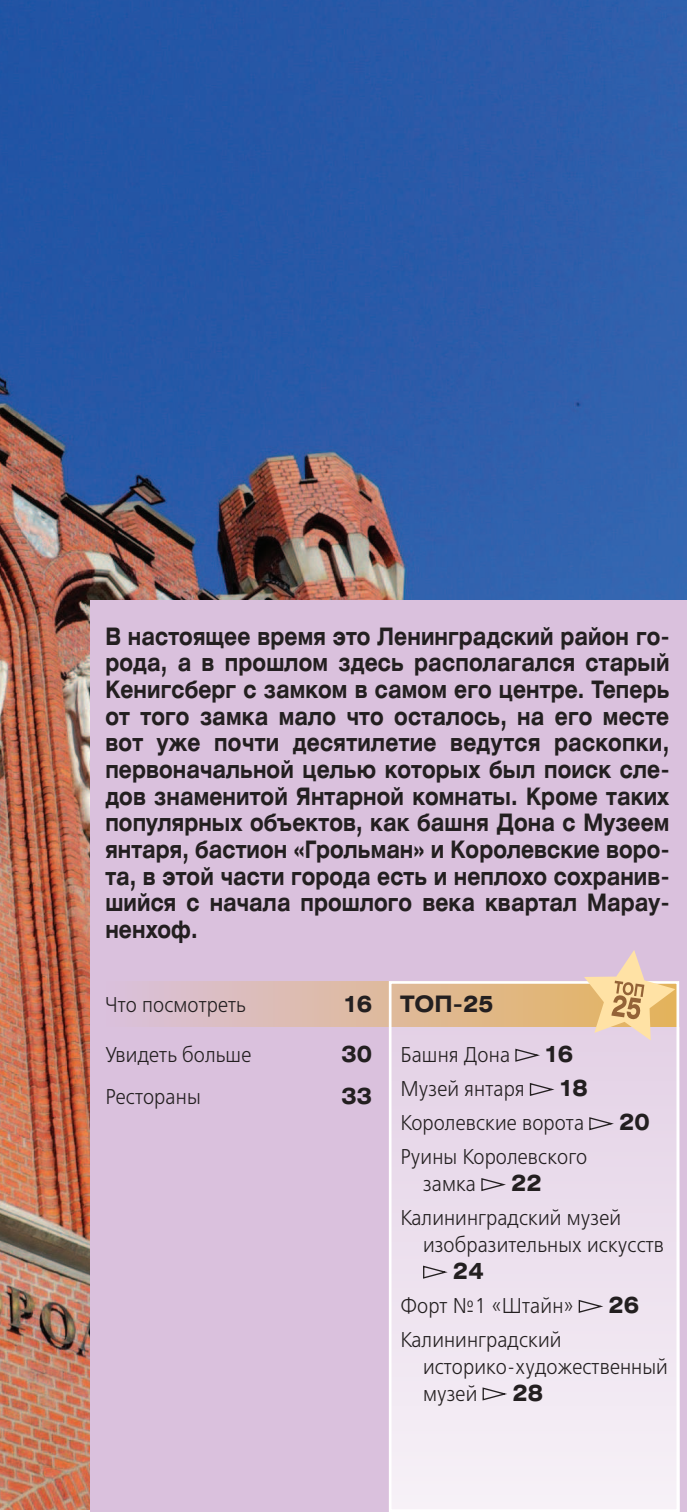 В настоящее время это Ленинградский район го-
рода, а в прошлом здесь располагался старый
Кенигсберг с замком в самом его центре. Теперь
от того замка мало что осталось, на его месте
вот уже почти десятилетие ведутся раскопки,
первоначальной целью которых был поиск сле-
дов знаменитой Янтарной комнаты. Кроме таких
популярных объектов, как башня Дона с Музеем
янтаря, бастион «Грольман» и Королевские воро-
та, в этой части города есть и неплохо сохранив-
шийся с начала прошлого века квартал Марау-
ненхоф.
Что посмотреть 16
Увидеть больше 30
Рестораны 33
ТОП-25
ТОП
25
Башня Дона ▻ 16
Музей янтаря ▻ 18
Королевские ворота ▻ 20
Руины Королевского
замка ▻ 22
Калининградский музей
изобразительных искусств
▻ 24
Форт №1 «Штайн» ▻ 26
Калининградский
историко-художественный
музей ▻ 28
РО